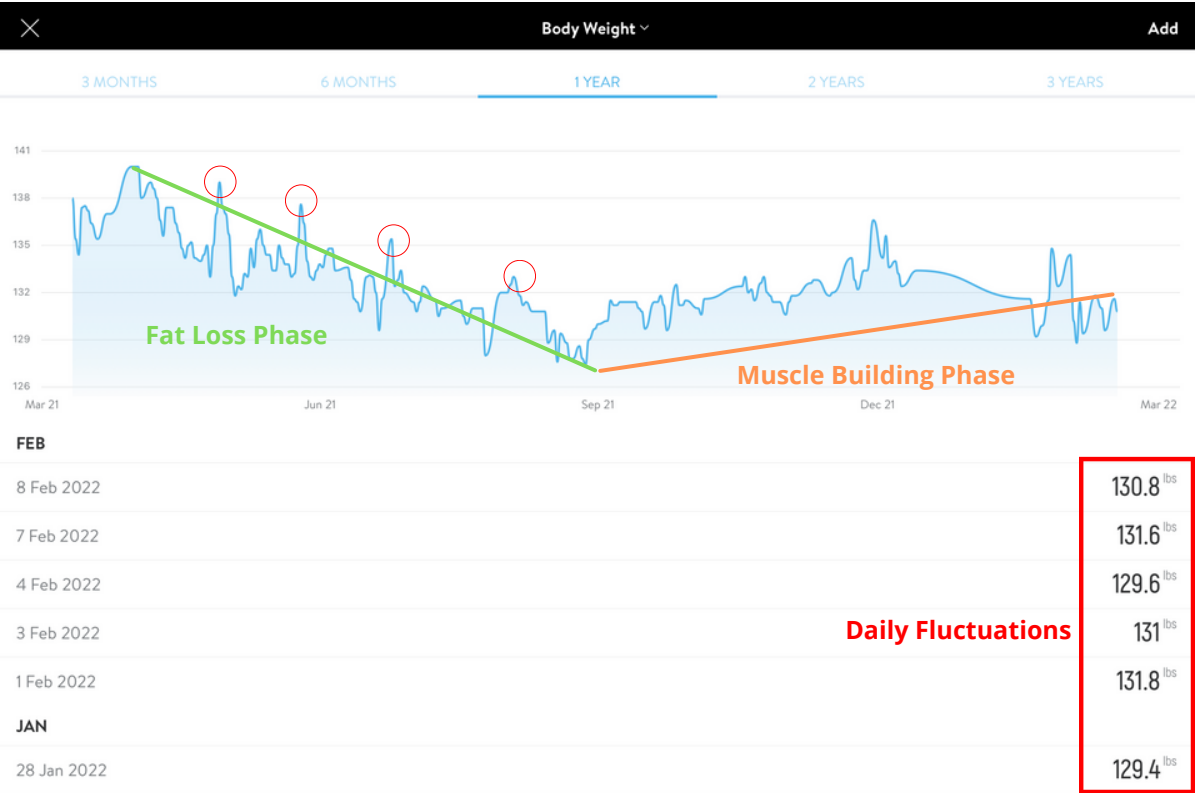 Body Weight
Add
3 MONTHS
6 MONTHS
1 YEAR
2 YEARS
3 YEARS
141
138
135
132
129
126
Fat Loss Phase
Muscle Building Phase
Mar 21
Jun 21
Sep 21
Dec 21
Mar 22
FEB
8 Feb 2022 130.8 lbs
7 Feb 2022 131.6 lbs
4 Feb 2022 129.6 lbs
Daily Fluctuations
3 Feb 2022 131 lbs
1 Feb 2022 131.8 lbs
JAN
28 Jan 2022 129.4 lbs